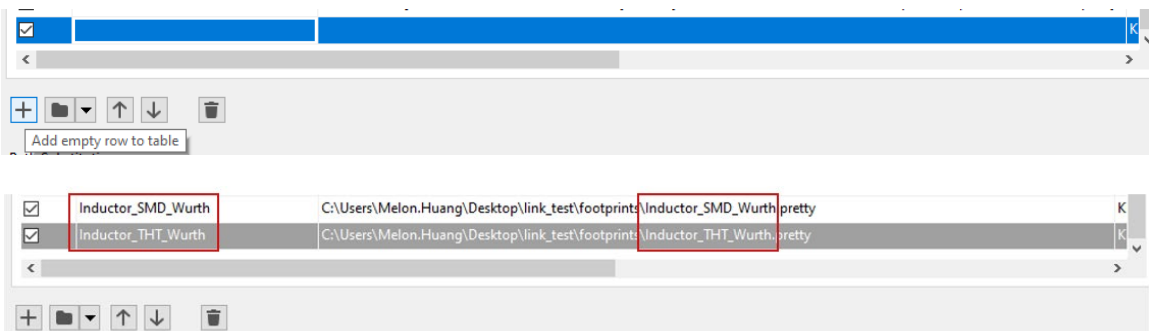 K
Add empty row to table
Inductor_SMD_Wurth C:\Users\Melon.Huang\Desktop\link_test\footprints\Inductor_SMD_Wurth.pretty K
Inductor_THT_Wurth C:\Users\Melon.Huang\Desktop\link_test\footprints\Inductor_THT_Wurth.pretty K